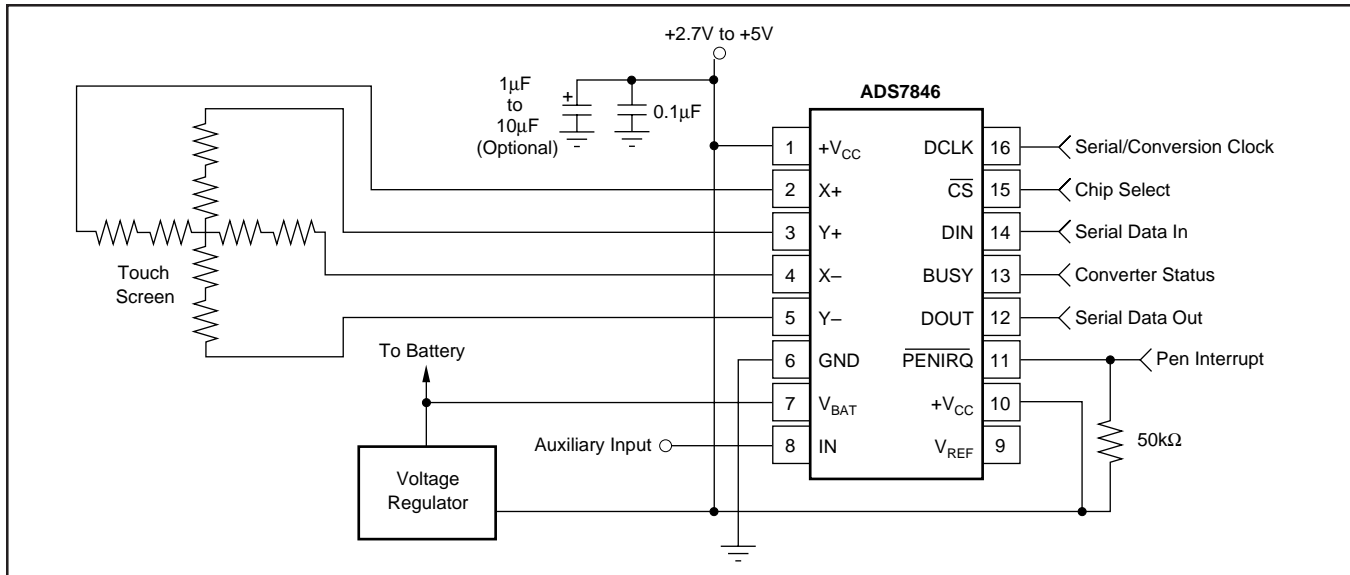 +2.7V to +5V
1µF
to
10µF
(Optional)
+
0.1µF
ADS7846
1 +VCC DCLK 16 Serial/Conversion Clock
2 X+ CS 15 Chip Select
3 Y+ DIN 14 Serial Data In
4 X– BUSY 13 Converter Status
5 Y– DOUT 12 Serial Data Out
6 GND PENIRQ 11 Pen Interrupt
7 VBAT +VCC 10
8 IN VREF 9
Touch
Screen
To Battery
Auxiliary Input
Voltage
Regulator
50kΩ